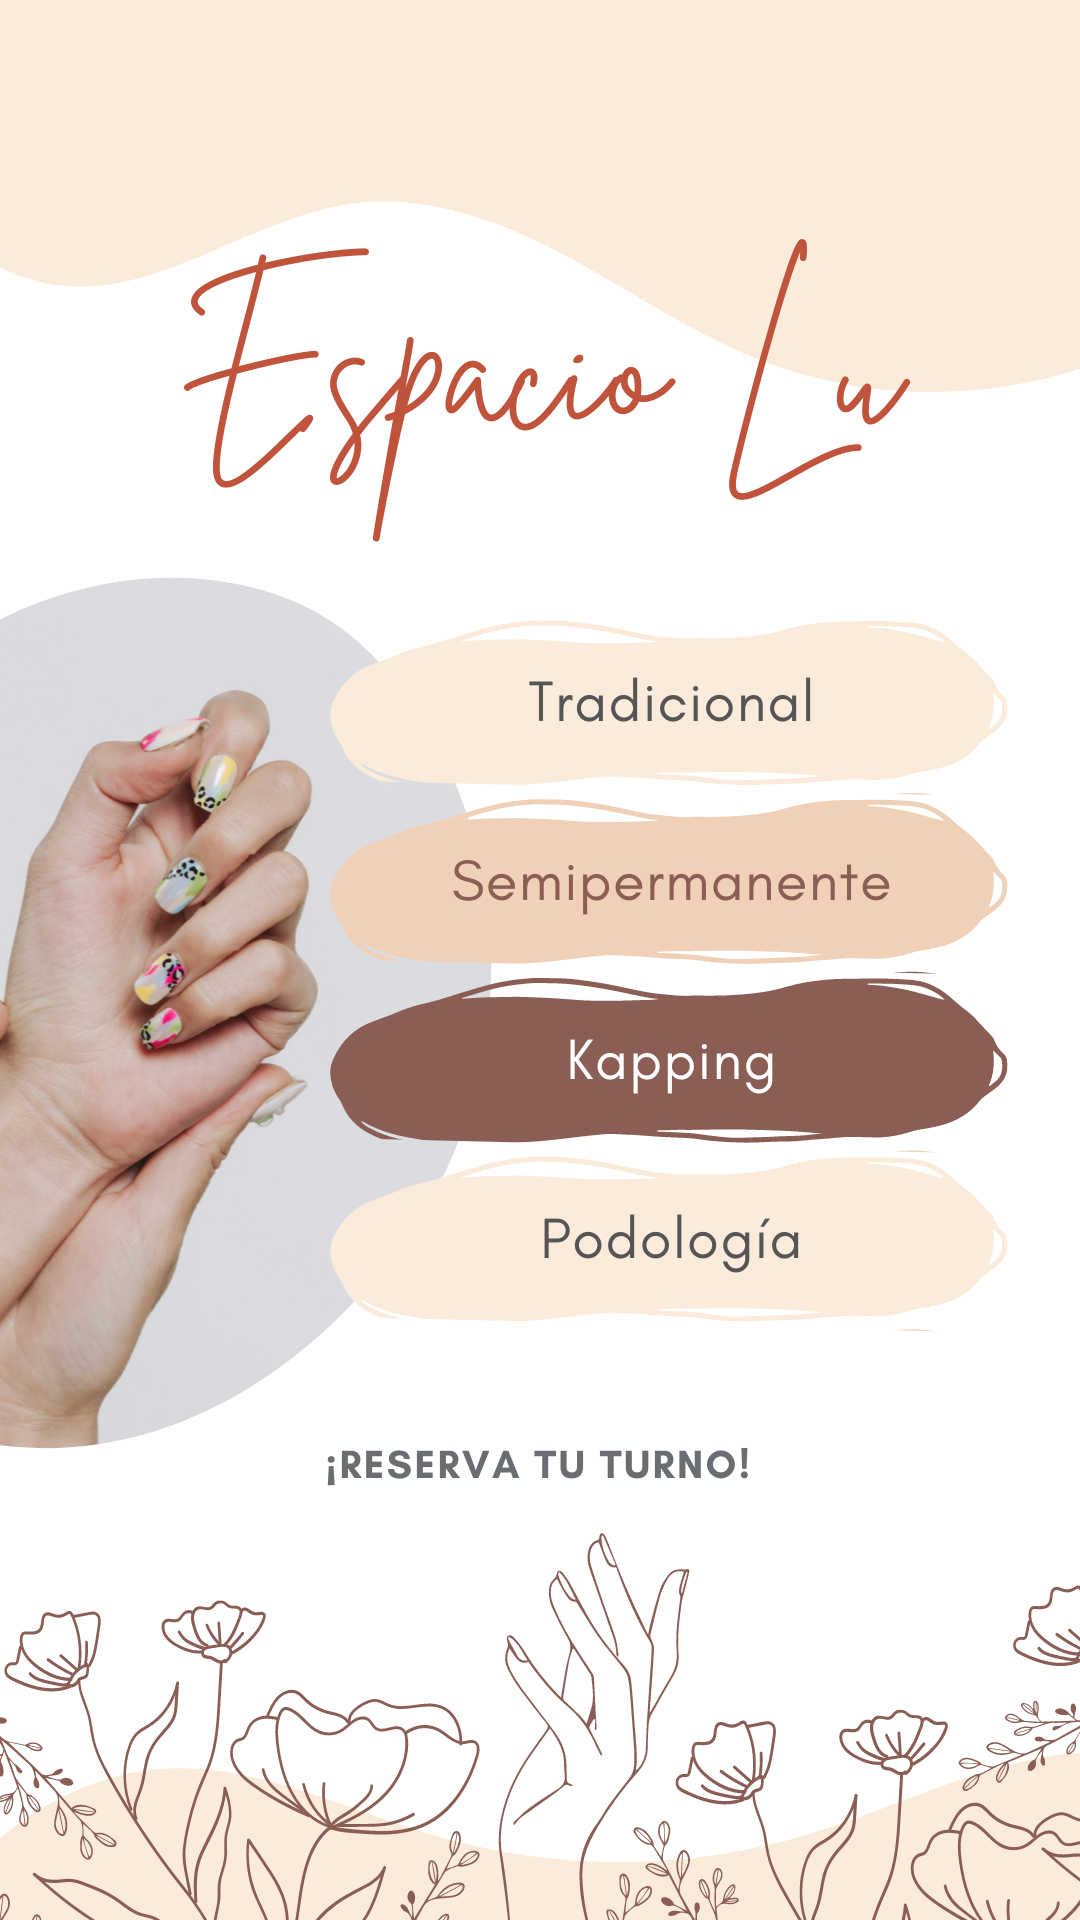 Espacio Lu
Tradicional
Semipermanente
Kapping
Podología
¡RESERVA TU TURNO!